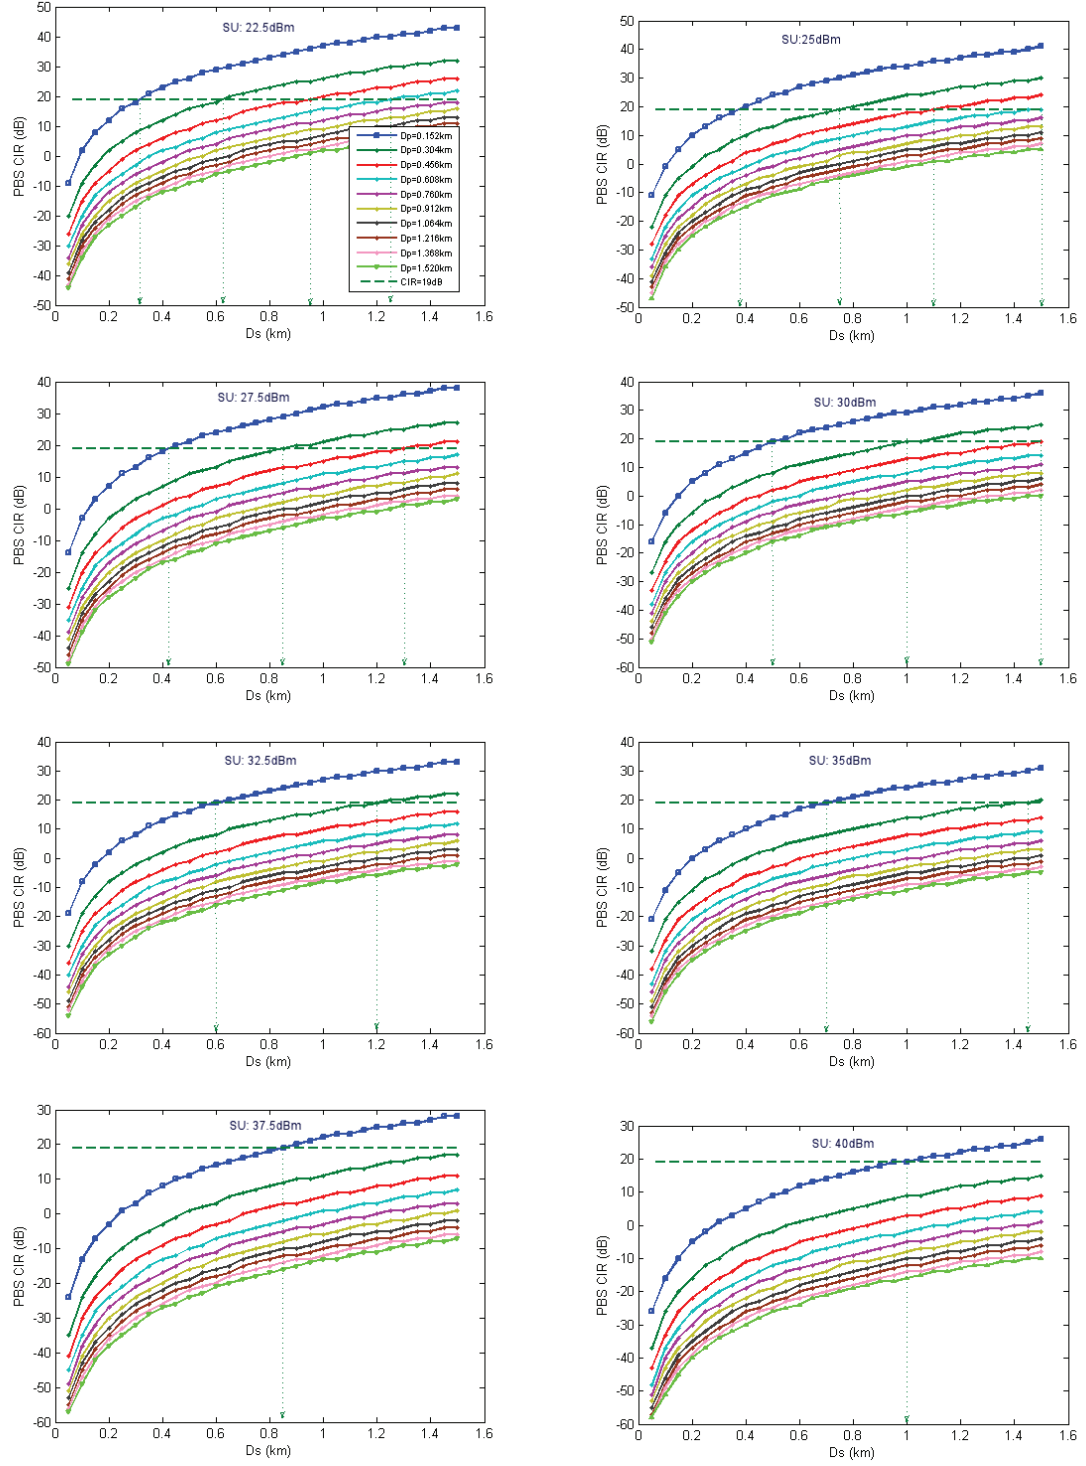 SU: 22.5dBm
PBS CIR (dB)
50
40
30
20
10
0
-10
-20
-30
-40
-50
Dp=0.152km
Dp=0.304km
Dp=0.456km
Dp=0.608km
Dp=0.760km
Dp=0.912km
Dp=1.064km
Dp=1.216km
Dp=1.368km
Dp=1.520km
CIR=19dB
0 0.2 0.4 0.6 0.8 1 1.2 1.4 1.6
Ds (km)
SU:25dBm
PBS CIR (dB)
50
40
30
20
10
0
-10
-20
-30
-40
-50
0 0.2 0.4 0.6 0.8 1 1.2 1.4 1.6
Ds (km)
SU: 27.5dBm
PBS CIR (dB)
40
30
20
10
0
-10
-20
-30
-40
-50
0 0.2 0.4 0.6 0.8 1 1.2 1.4 1.6
Ds (km)
SU: 30dBm
PBS CIR (dB)
40
30
20
10
0
-10
-20
-30
-40
-50
-60
0 0.2 0.4 0.6 0.8 1 1.2 1.4 1.6
Ds (km)
SU: 32.5dBm
PBS CIR (dB)
40
30
20
10
0
-10
-20
-30
-40
-50
-60
0 0.2 0.4 0.6 0.8 1 1.2 1.4 1.6
Ds (km)
SU: 35dBm
PBS CIR (dB)
40
30
20
10
0
-10
-20
-30
-40
-50
-60
0 0.2 0.4 0.6 0.8 1 1.2 1.4 1.6
Ds (km)
SU: 37.5dBm
PBS CIR (dB)
30
20
10
0
-10
-20
-30
-40
-50
-60
0 0.2 0.4 0.6 0.8 1 1.2 1.4 1.6
Ds (km)
SU: 40dBm
PBS CIR (dB)
30
20
10
0
-10
-20
-30
-40
-50
-60
0 0.2 0.4 0.6 0.8 1 1.2 1.4 1.6
Ds (km)